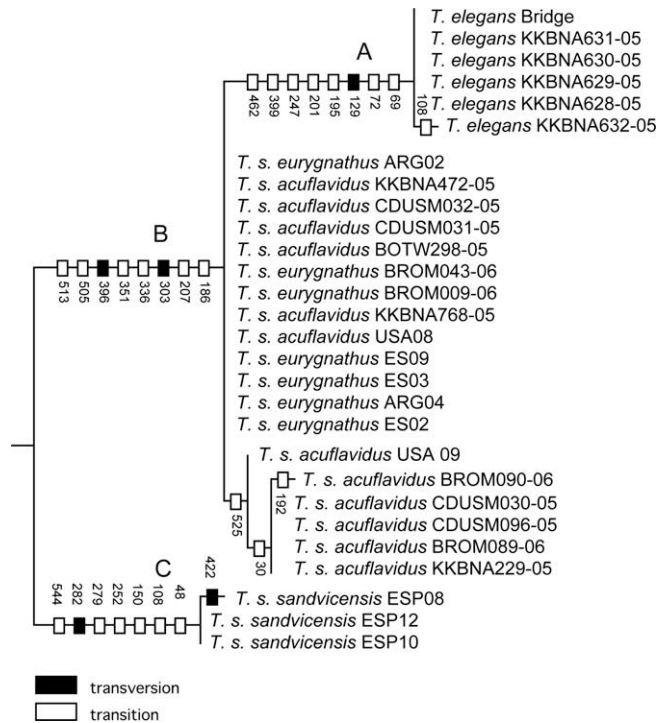 T. elegans Bridge
T. elegans KKBNA631-05
T. elegans KKBNA630-05
T. elegans KKBNA629-05
T. elegans KKBNA628-05
T. elegans KKBNA632-05
A
462 399 247 201 195 129 72 69
108
T. s. eurygnathus ARG02
T. s. acuflavidus KKBNA472-05
T. s. acuflavidus CDUSM032-05
T. s. acuflavidus CDUSM031-05
T. s. acuflavidus BOTW298-05
T. s. eurygnathus BROM043-06
T. s. eurygnathus BROM009-06
T. s. acuflavidus KKBNA768-05
T. s. acuflavidus USA08
T. s. eurygnathus ES09
T. s. eurygnathus ES03
T. s. eurygnathus ARG04
T. s. eurygnathus ES02
B
513 505 396 351 336 303 207 186
T. s. acuflavidus USA 09
T. s. acuflavidus BROM090-06
T. s. acuflavidus CDUSM030-05
T. s. acuflavidus CDUSM096-05
T. s. acuflavidus BROM089-06
T. s. acuflavidus KKBNA229-05
525
192
30
C
544 282 279 252 150 108 48
422
T. s. sandvicensis ESP08
T. s. sandvicensis ESP12
T. s. sandvicensis ESP10
transversion
transition